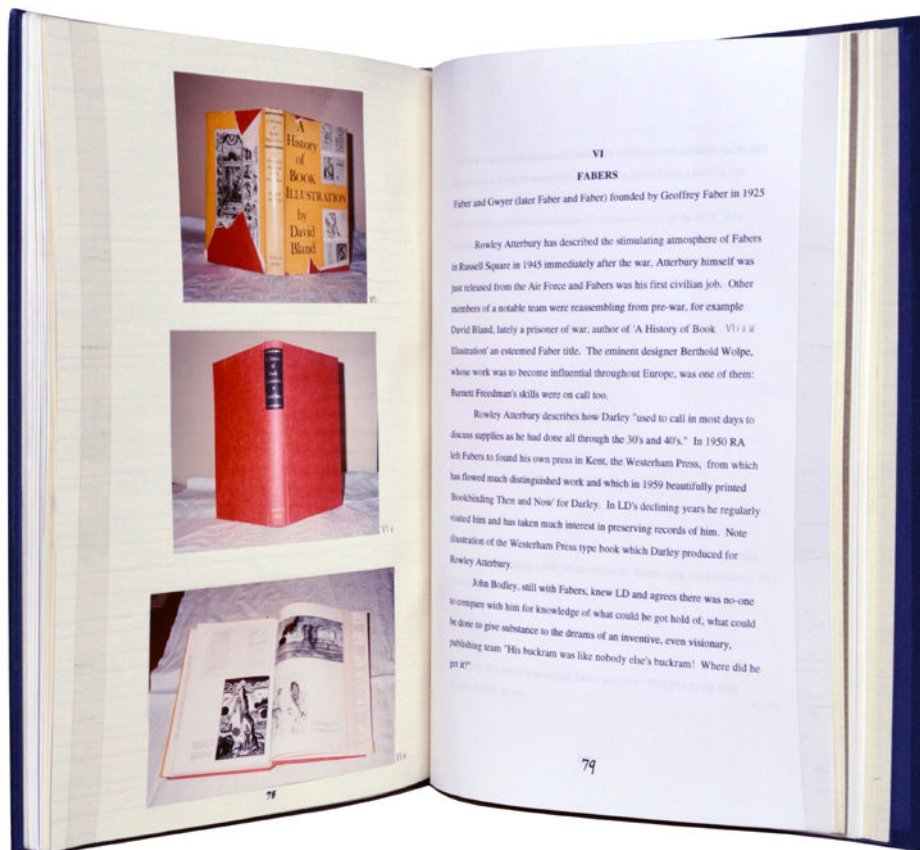 A
History
of
BOOK
ILLUSTRATION
by
David
Bland
VI
78
VI
FABERS
Faber and Gwyer (later Faber and Faber) founded by Geoffrey Faber in 1925
Rowley Atterbury has described the stimulating atmosphere of Fabers
in Russell Square in 1945 immediately after the war, Atterbury himself was
just released from the Air Force and Fabers was his first civilian job. Other
members of a notable team were reassembling from pre-war, for example
David Bland, lately a prisoner of war, author of 'A History of Book VI i s ii
Illustration' an esteemed Faber title. The eminent designer Berthold Wolpe,
whose work was to become influential throughout Europe, was one of them:
Barnett Freedman's skills were on call too.
Rowley Atterbury describes how Darley "used to call in most days to
discuss supplies as he had done all through the 30's and 40's." In 1950 RA
left Fabers to found his own press in Kent, the Westerham Press, from which
has flowed much distinguished work and which in 1959 beautifully printed
'Bookbinding Then and Now' for Darley. In LD's declining years he regularly
visited him and has taken much interest in preserving records of him. Note
illustration of the Westerham Press type book which Darley produced for
Rowley Atterbury.
John Bodley, still with Fabers, knew LD and agrees there was no-one
to compare with him for knowledge of what could be got hold of, what could
be done to give substance to the dreams of an inventive, even visionary,
publishing team "His buckram was like nobody else's buckram! Where did he
get it?"
79